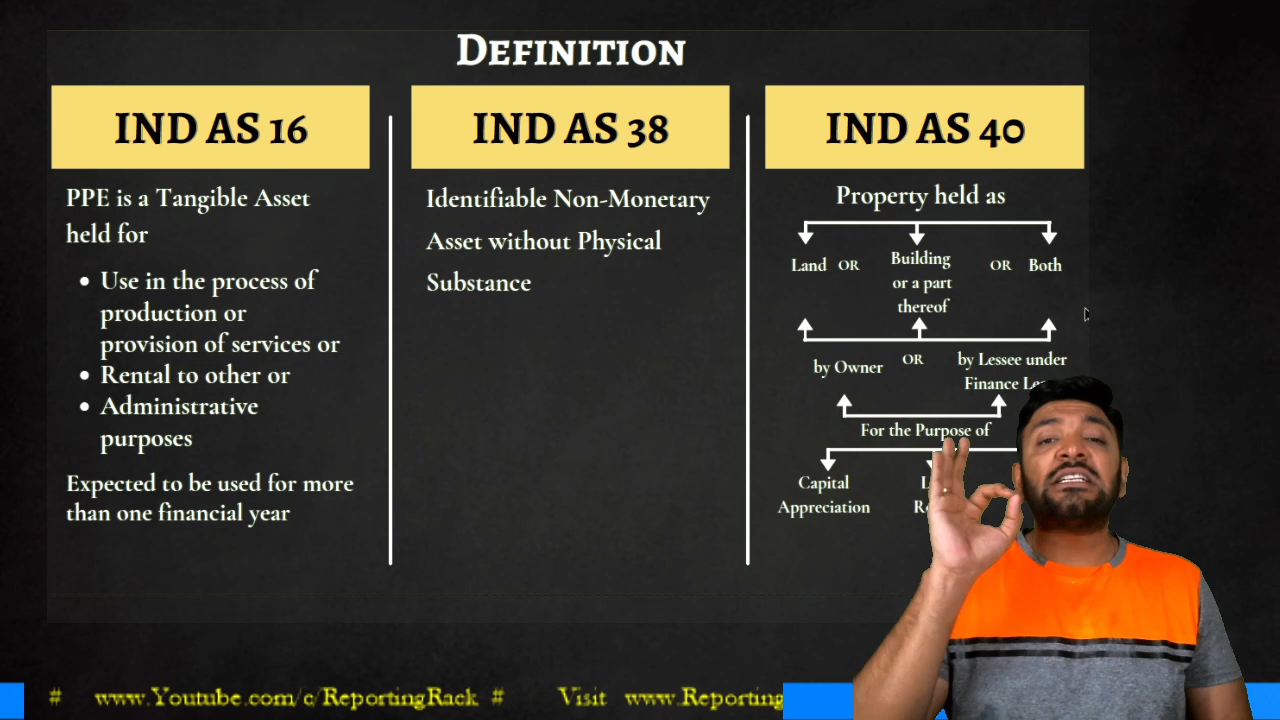 Definition
IND AS 16
PPE is a Tangible Asset
held for
Use in the process of
production or
provision of services or
Rental to other or
Administrative
purposes
Expected to be used for more
than one financial year
IND AS 38
Identifiable Non-Monetary
Asset without Physical
Substance
IND AS 40
Property held as
Land OR Building OR Both
or a part
thereof
by Owner OR by Lessee under
Finance
For the Purpose of
Capital
Appreciation
# www.Youtube.com/c/ReportingRack # Visit www.Reporting